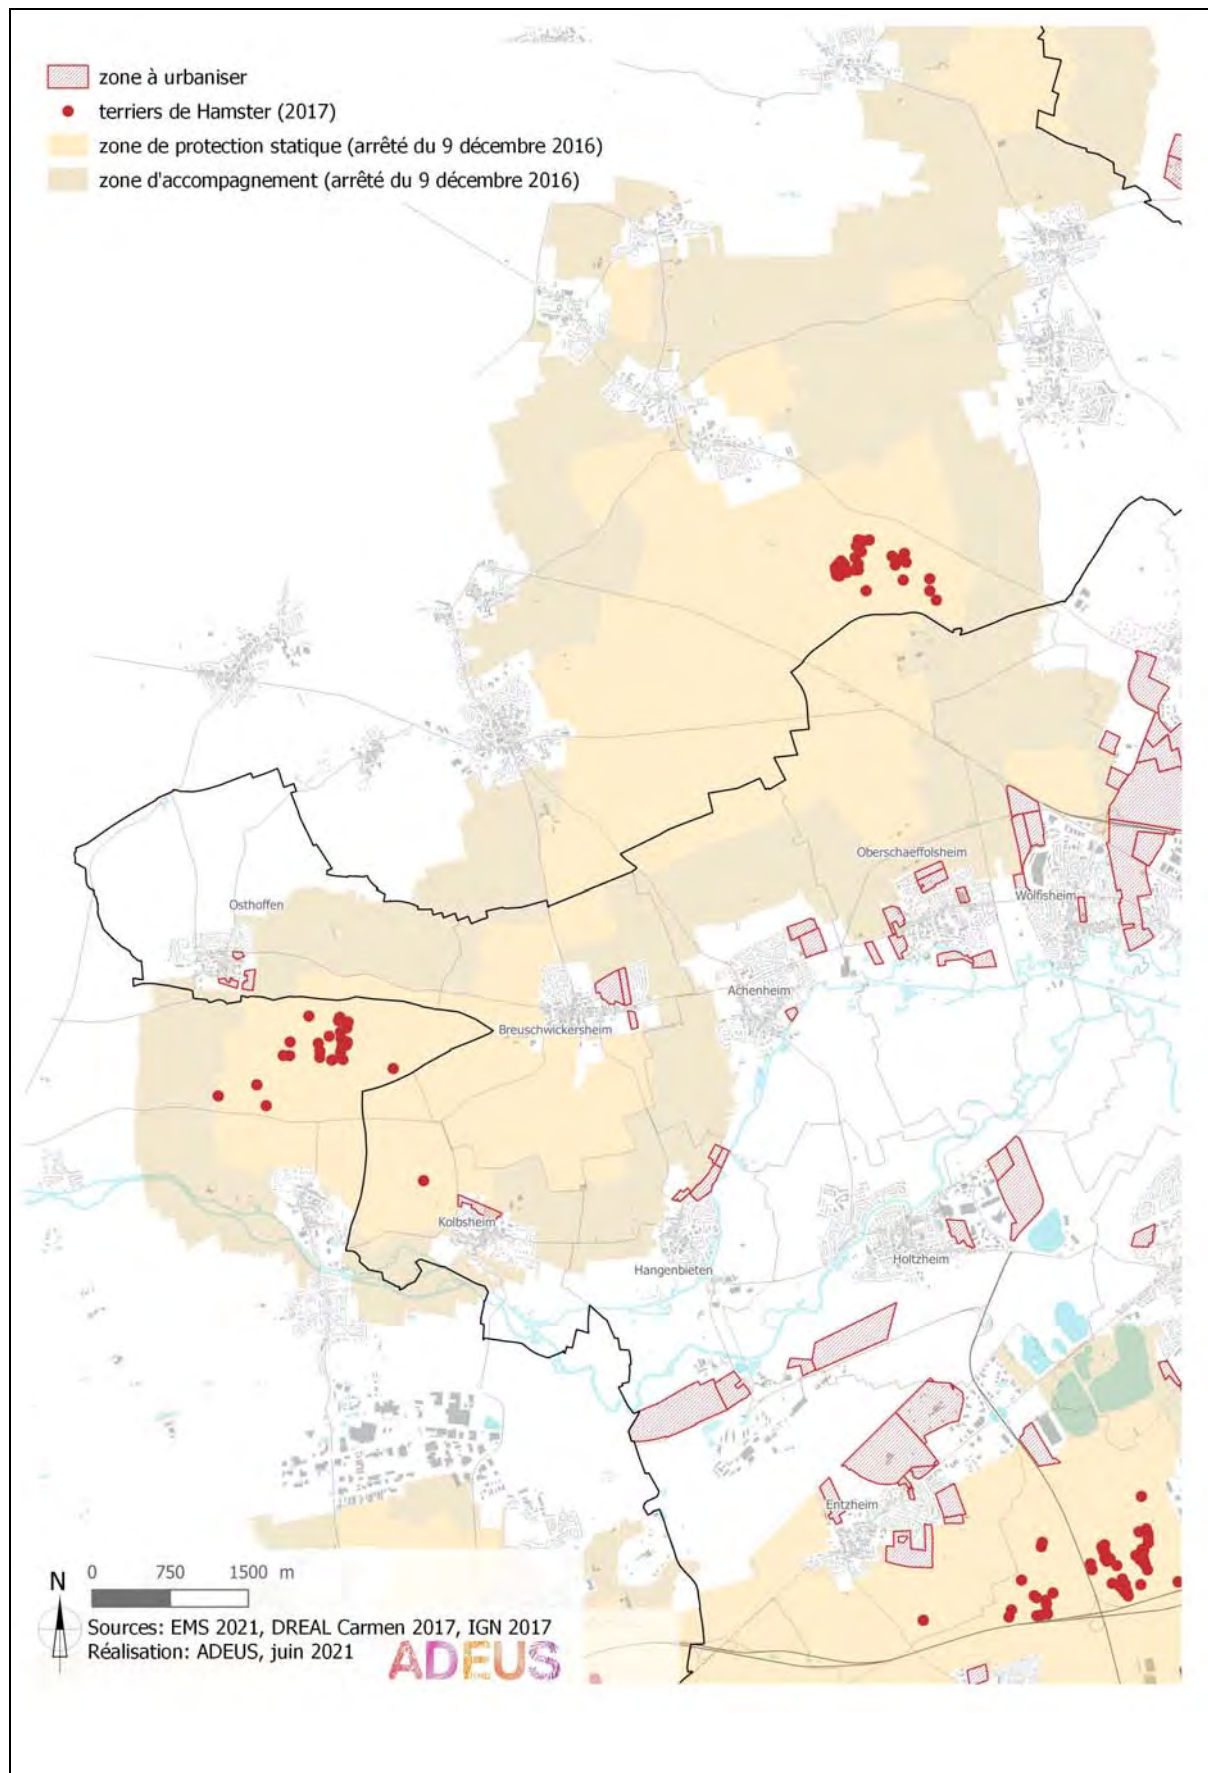 zone à urbaniser
terriers de Hamster (2017)
zone de protection statique (arrêté du 9 décembre 2016)
zone d'accompagnement (arrêté du 9 décembre 2016)
Oberschaeffolsheim
Wolfisheim
Osthoffen
Achenheim
Breuschwickersheim
Kolbsheim
Hangenbieten
Holtzheim
Entzheim
N
0 750 1500 m
Sources: EMS 2021, DREAL Carmen 2017, IGN 2017
Réalisation: ADEUS, juin 2021
ADEUS